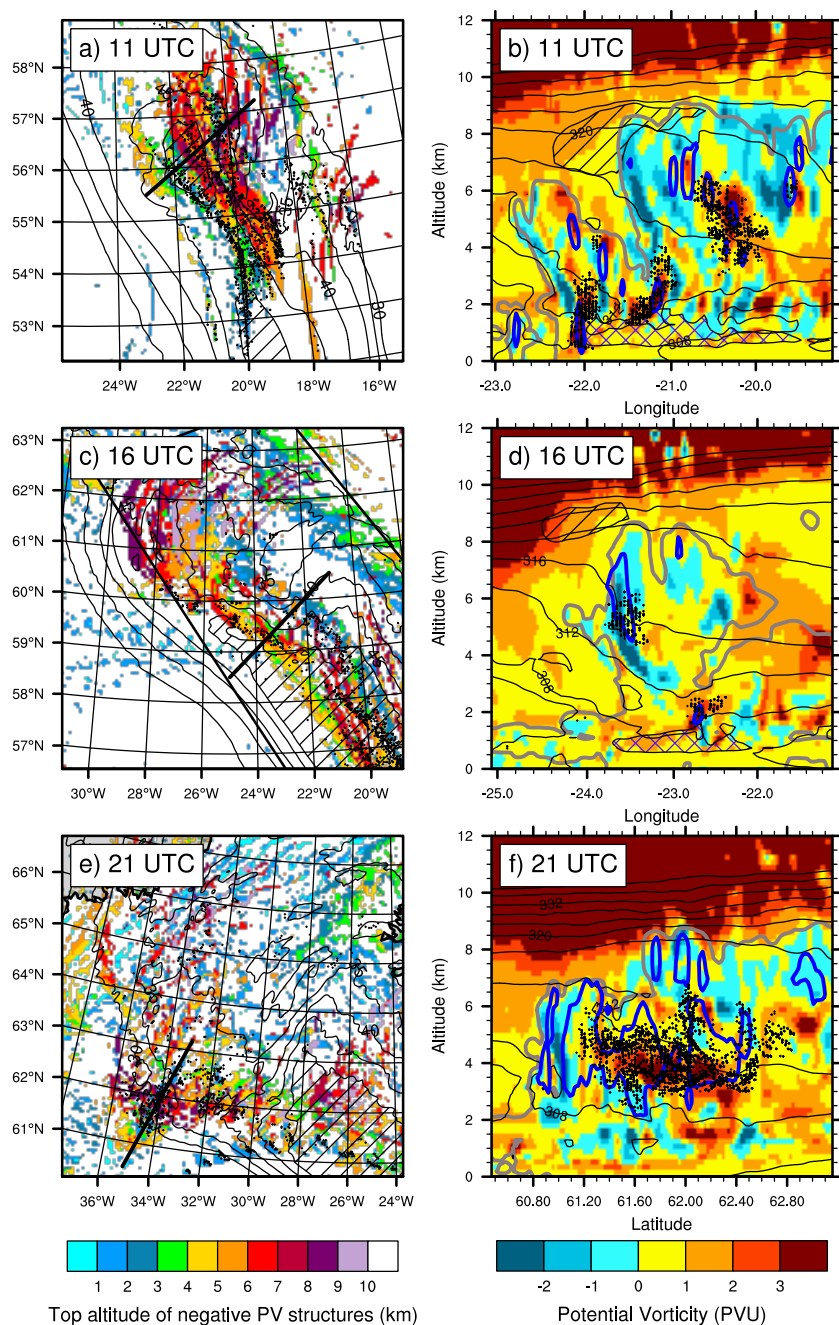 a) 11 UTC
58°N
57°N
56°N
55°N
54°N
53°N
24°W 22°W 20°W 18°W 16°W
40
40
35
40
30
b) 11 UTC
Altitude (km)
12
10
8
6
4
2
0
320
308
-23.0 -22.0 -21.0 -20.0
Longitude
c) 16 UTC
63°N
62°N
61°N
60°N
59°N
58°N
57°N
30°W 28°W 26°W 24°W 22°W 20°W
35
d) 16 UTC
Altitude (km)
12
10
8
6
4
2
0
316
312
308
-25.0 -24.0 -23.0 -22.0
Longitude
e) 21 UTC
66°N
65°N
64°N
63°N
62°N
61°N
36°W 34°W 32°W 30°W 28°W 26°W 24°W
40
f) 21 UTC
Altitude (km)
12
10
8
6
4
2
0
332
320
308
60.80 61.20 61.60 62.00 62.40 62.80
Latitude
1 2 3 4 5 6 7 8 9 10
Top altitude of negative PV structures (km)
-2 -1 0 1 2 3
Potential Vorticity (PVU)